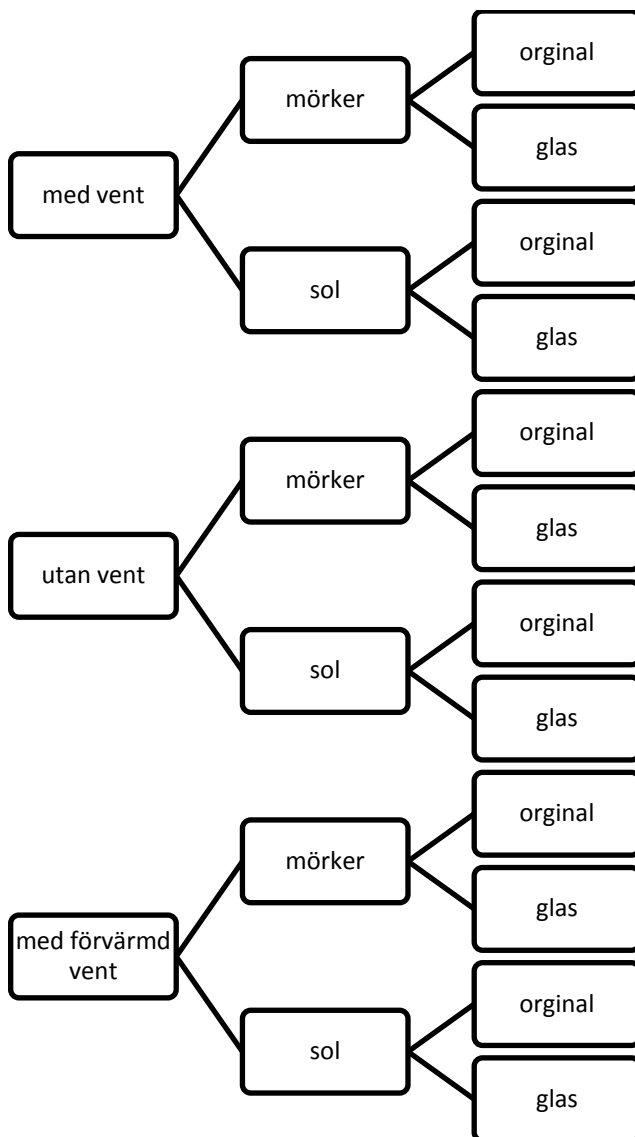 med vent
mörker
orginal
glas
sol
orginal
glas
utan vent
mörker
orginal
glas
sol
orginal
glas
med förvärmd
vent
mörker
orginal
glas
sol
orginal
glas